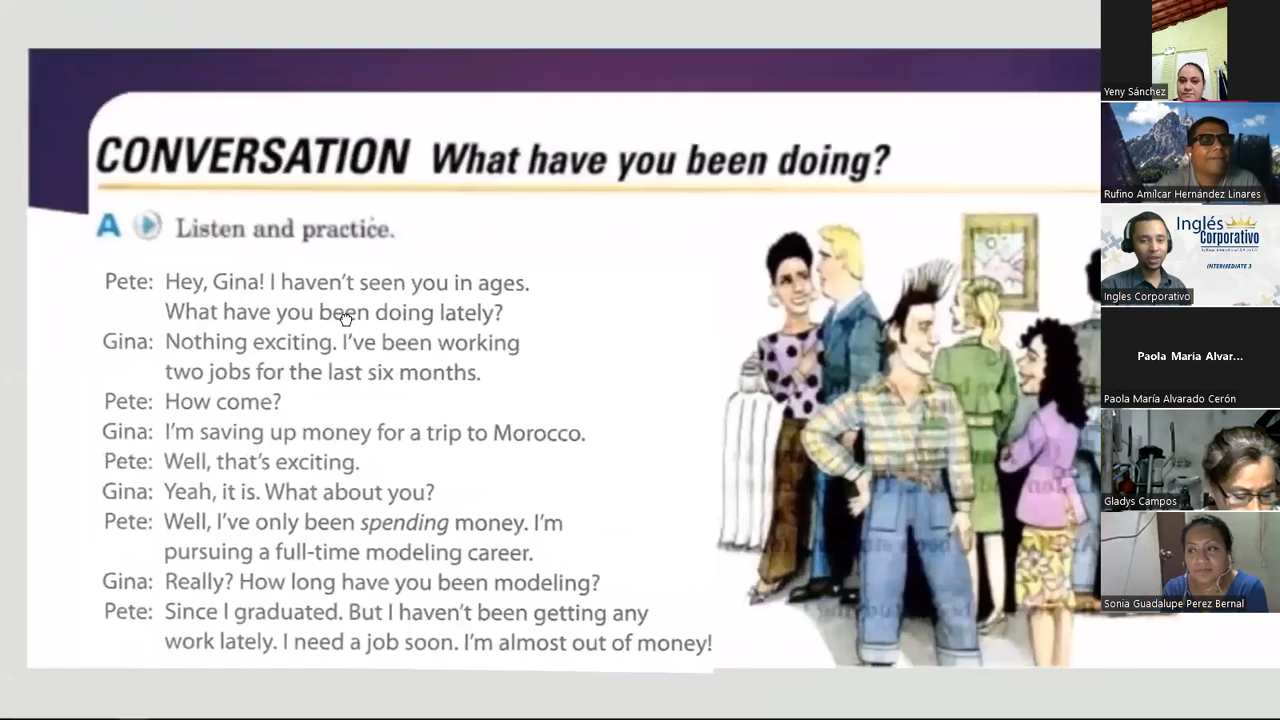 CONVERSATION What have you been doing?
A Listen and practice.
Pete: Hey, Gina! I haven't seen you in ages.
What have you been doing lately?
Gina: Nothing exciting. I've been working
two jobs for the last six months.
Pete: How come?
Gina: I'm saving up money for a trip to Morocco.
Pete: Well, that's exciting.
Gina: Yeah, it is. What about you?
Pete: Well, I've only been spending money. I'm
pursuing a full-time modeling career.
Gina: Really? How long have you been modeling?
Pete: Since I graduated. But I haven't been getting any
work lately. I need a job soon. I'm almost out of money!
Yeny Sánchez
Rufino Amílcar Hernández Linares
Inglés
Corporativo
INTERMEDIATE 3
Ingles Corporativo
Paola Maria Alvar...
Paola María Alvarado Cerón
Gladys Campos
Sonia Guadalupe Perez Bernal